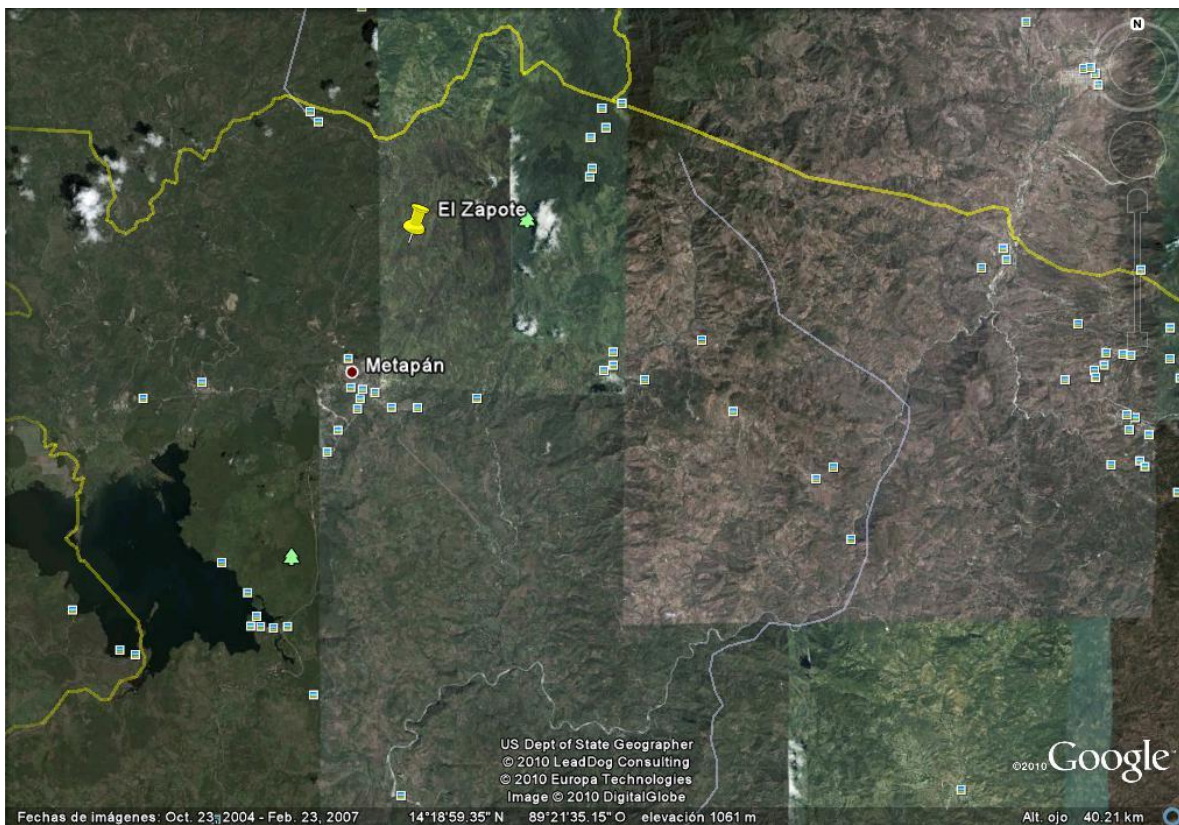 N
El Zapote
Metapán
US Dept of State Geographer
© 2010 LeadDog Consulting
© 2010 Europa Technologies
Image © 2010 DigitalGlobe
©2010 Google
Fechas de imágenes: Oct. 23, 2004 - Feb. 23, 2007 14°18'59.35" N 89°21'35.15" O elevación 1061 m Alt. ojo 40.21 km